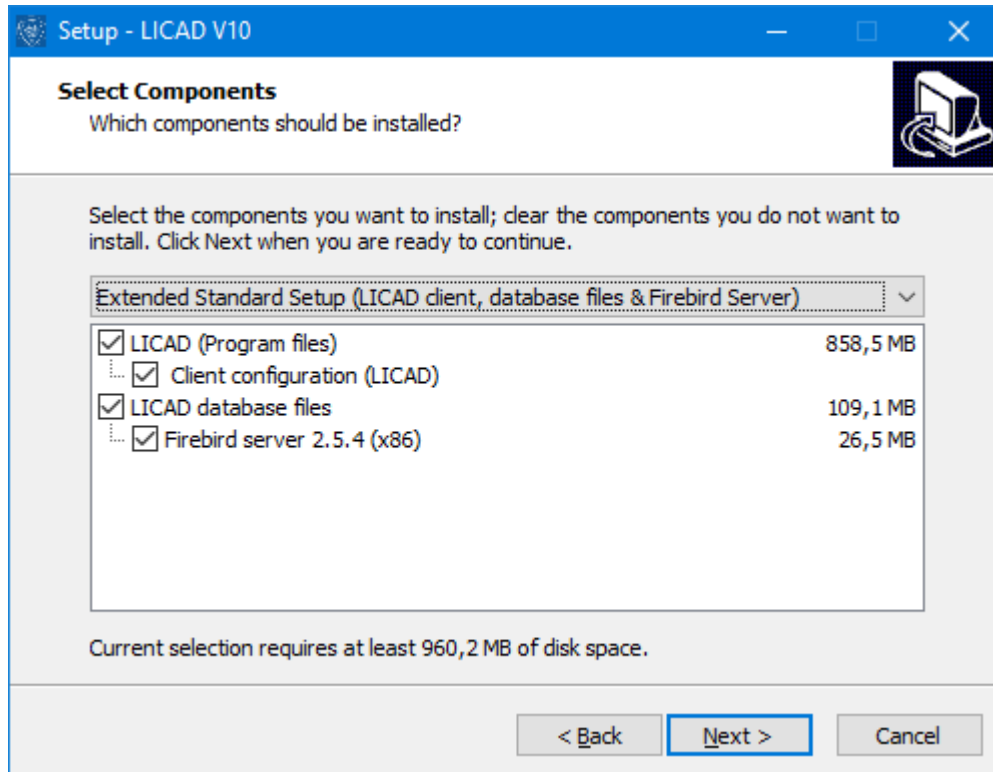 Setup - LICAD V10
Select Components
Which components should be installed?
Select the components you want to install; clear the components you do not want to
install. Click Next when you are ready to continue.
Extended Standard Setup (LICAD client, database files & Firebird Server)
LICAD (Program files) 858,5 MB
Client configuration (LICAD)
LICAD database files 109,1 MB
Firebird server 2.5.4 (x86) 26,5 MB
Current selection requires at least 960,2 MB of disk space.
< Back Next > Cancel